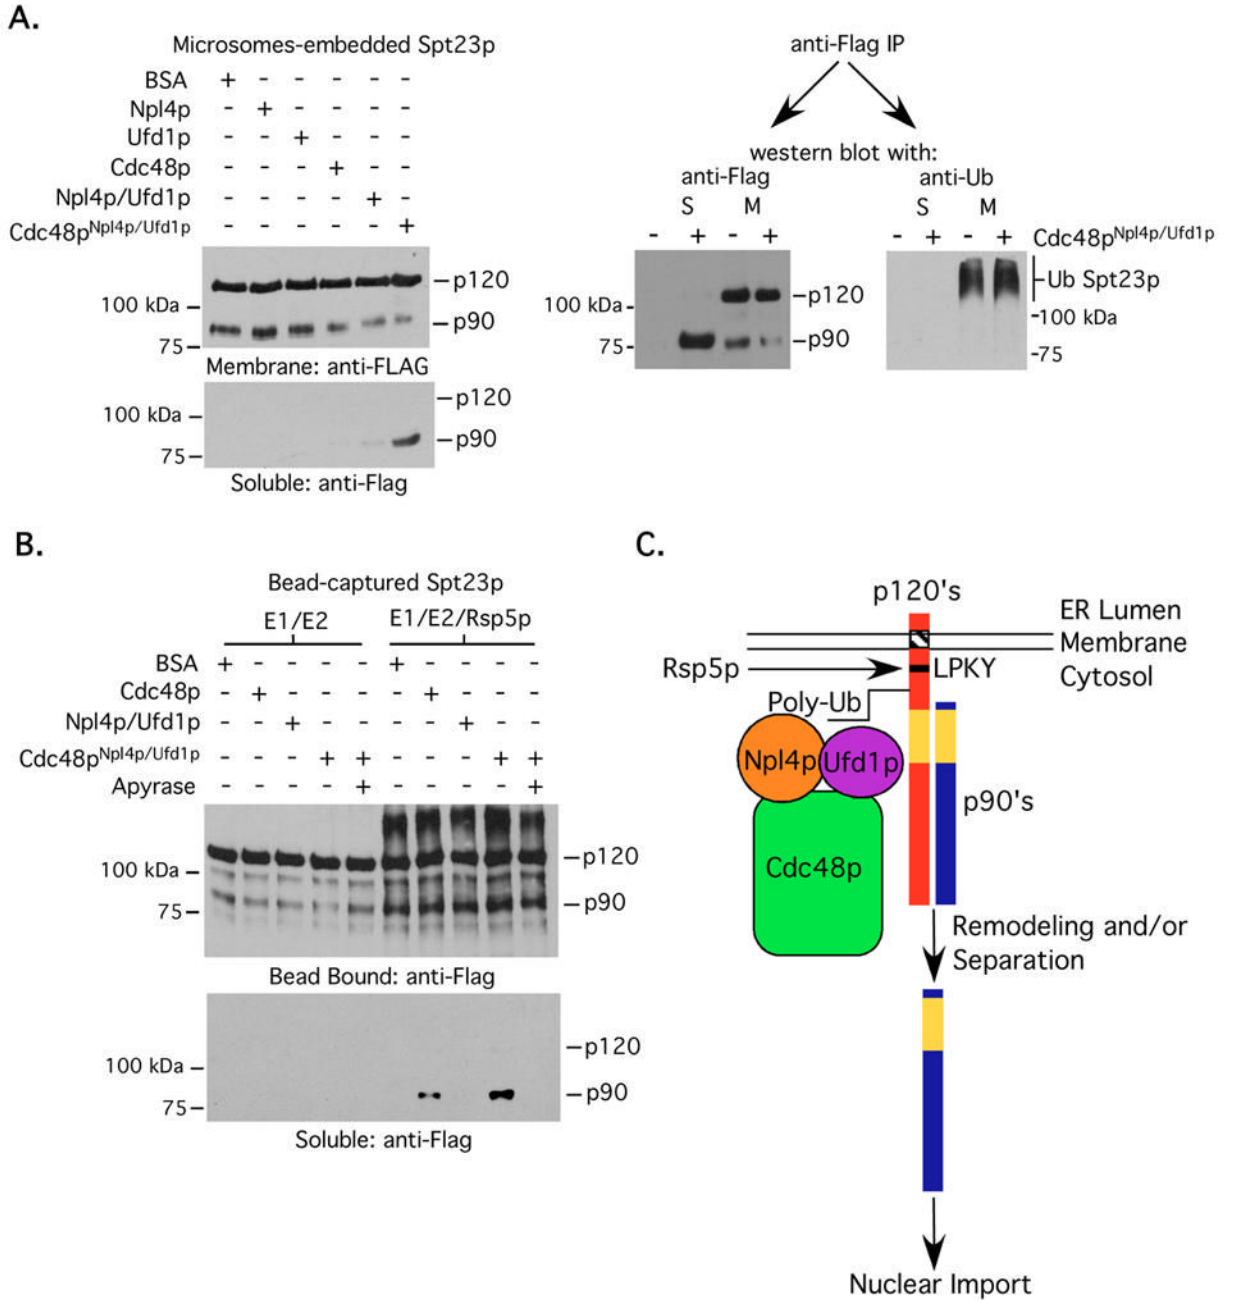 A.
Microsomes-embedded Spt23p
BSA + - - - - -
Npl4p - + - - - -
Ufd1p - - + - - -
Cdc48p - - - + - -
Npl4p/Ufd1p - - - - + -
Cdc48pNpl4p/Ufd1p - - - - - +
100 kDa
75
p120
p90
Membrane: anti-FLAG
100 kDa
75
p120
p90
Soluble: anti-Flag
anti-Flag IP
western blot with:
anti-Flag
S M
- + - +
100 kDa
75
p120
p90
anti-Ub
S M
- + - + Cdc48pNpl4p/Ufd1p
Ub Spt23p
100 kDa
75
B.
Bead-captured Spt23p
E1/E2 E1/E2/Rsp5p
BSA + - - - - + - - - -
Cdc48p - + - - - - + - - -
Npl4p/Ufd1p - - + - - - - + - -
Cdc48pNpl4p/Ufd1p - - - + + - - - + +
Apyrase - - - - + - - - - +
100 kDa
75
p120
p90
Bead Bound: anti-Flag
100 kDa
75
p120
p90
Soluble: anti-Flag
C.
p120's
ER Lumen
Membrane
Cytosol
Rsp5p
LPKY
Poly-Ub
Npl4p
Ufd1p
Cdc48p
p90's
Remodeling and/or
Separation
Nuclear Import